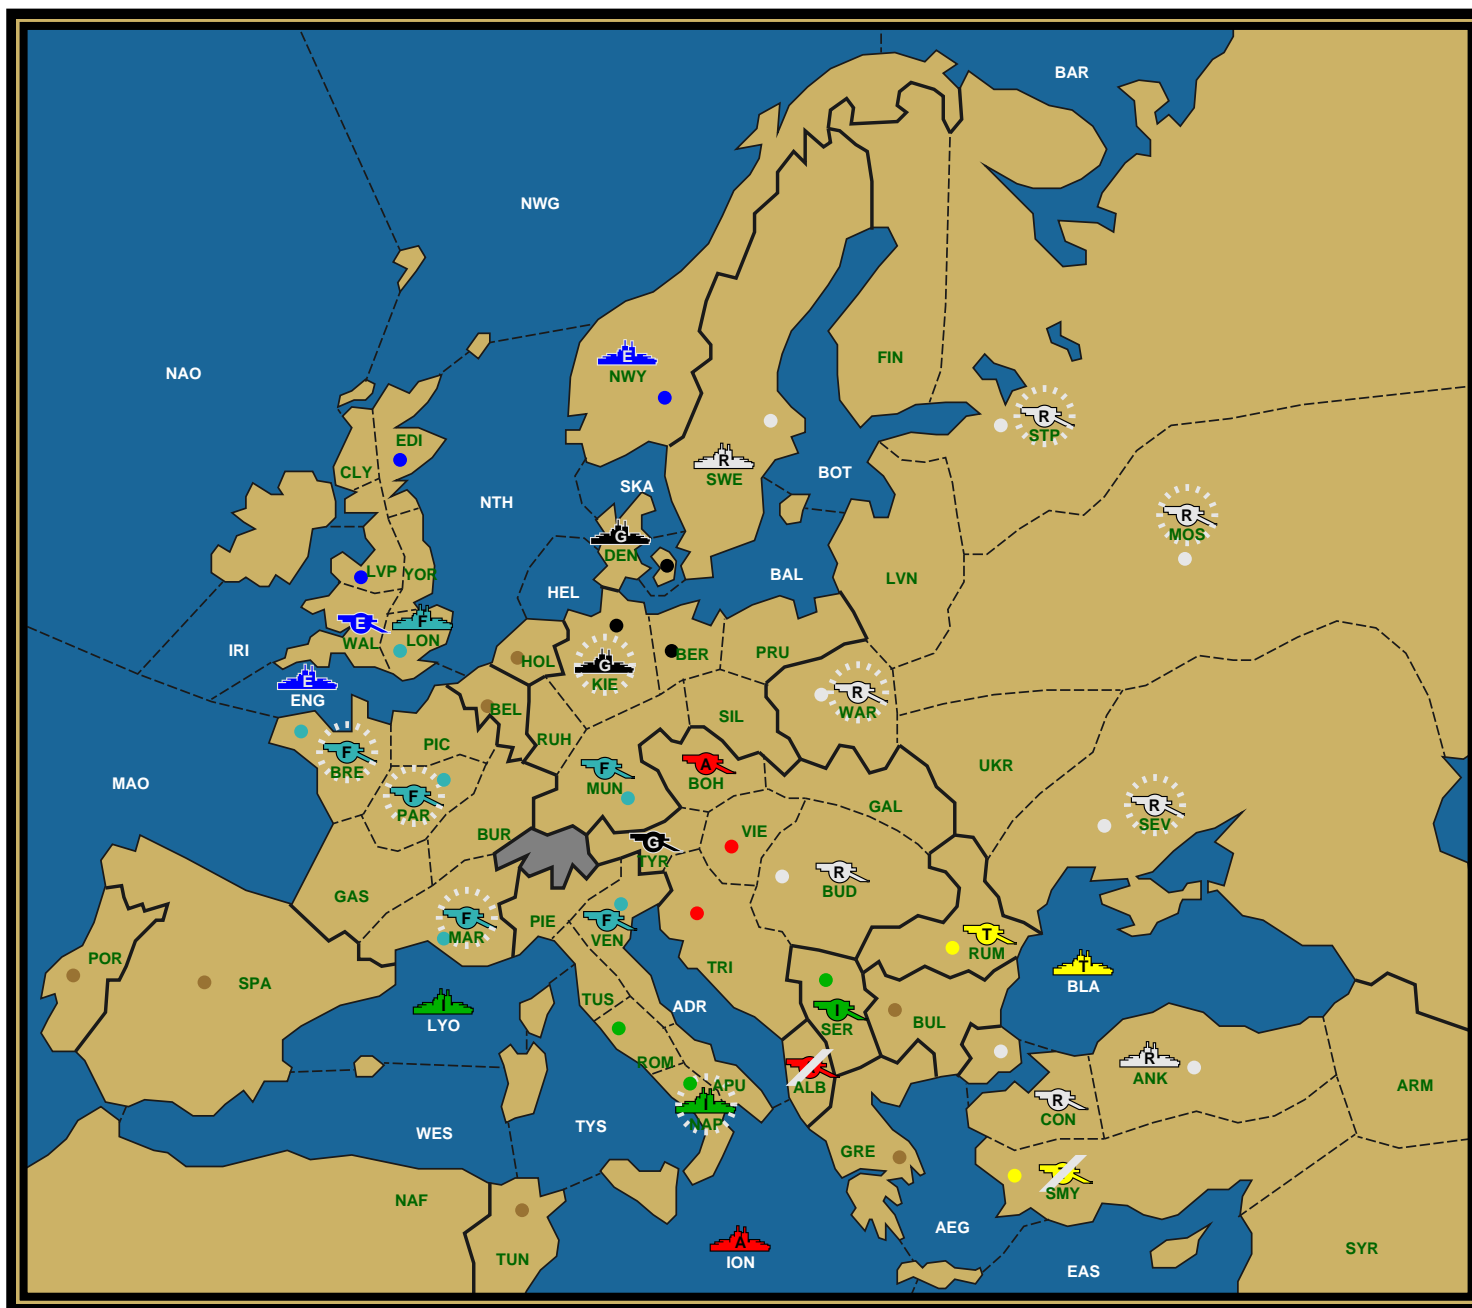 BAR
NWG
NAO
E
NWY
FIN
R
STP
EDI
CLY
R
SWE
BOT
SKA
NTH
R
MOS
G
DEN
LVP
YOR
HEL
BAL
LVN
E
WAL
F
LON
IRI
HOL
G
KIE
BER
PRU
E
ENG
R
WAR
BEL
SIL
PIC
RUH
F
BRE
F
MUN
A
BOH
UKR
MAO
F
PAR
GAL
R
SEV
BUR
VIE
G
TYR
R
BUD
GAS
F
MAR
PIE
F
VEN
T
RUM
POR
SPA
TRI
T
BLA
I
LYO
TUS
ADR
I
SER
BUL
ROM
APU
ALB
R
ANK
ARM
I
NAP
R
CON
WES
TYS
GRE
SMY
NAF
AEG
TUN
A
ION
EAS
SYR